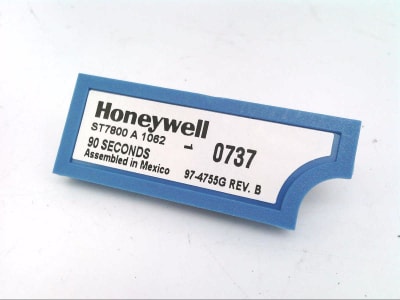 Honeywell
ST7800 A 1062
90 SECONDS
Assembled in Mexico
0737
97-4755G REV. B